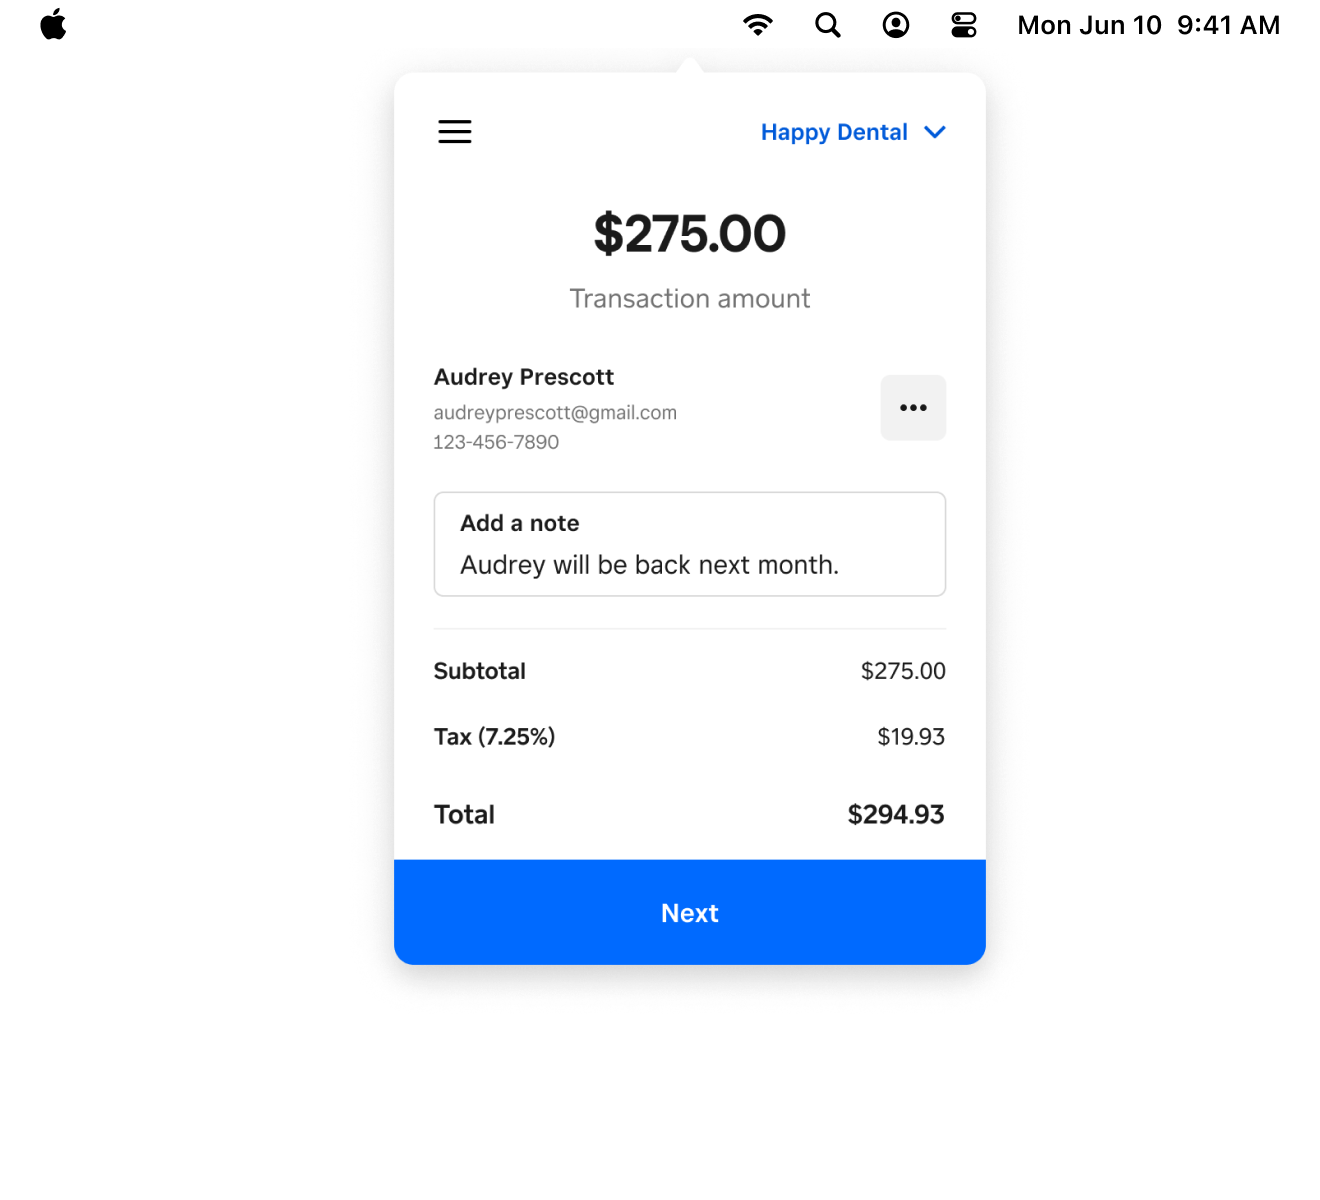 Mon Jun 10 9:41 AM
Happy Dental
$275.00
Transaction amount
Audrey Prescott
audreyprescott@gmail.com
123-456-7890
Add a note
Audrey will be back next month.
Subtotal $275.00
Tax (7.25%) $19.93
Total $294.93
Next